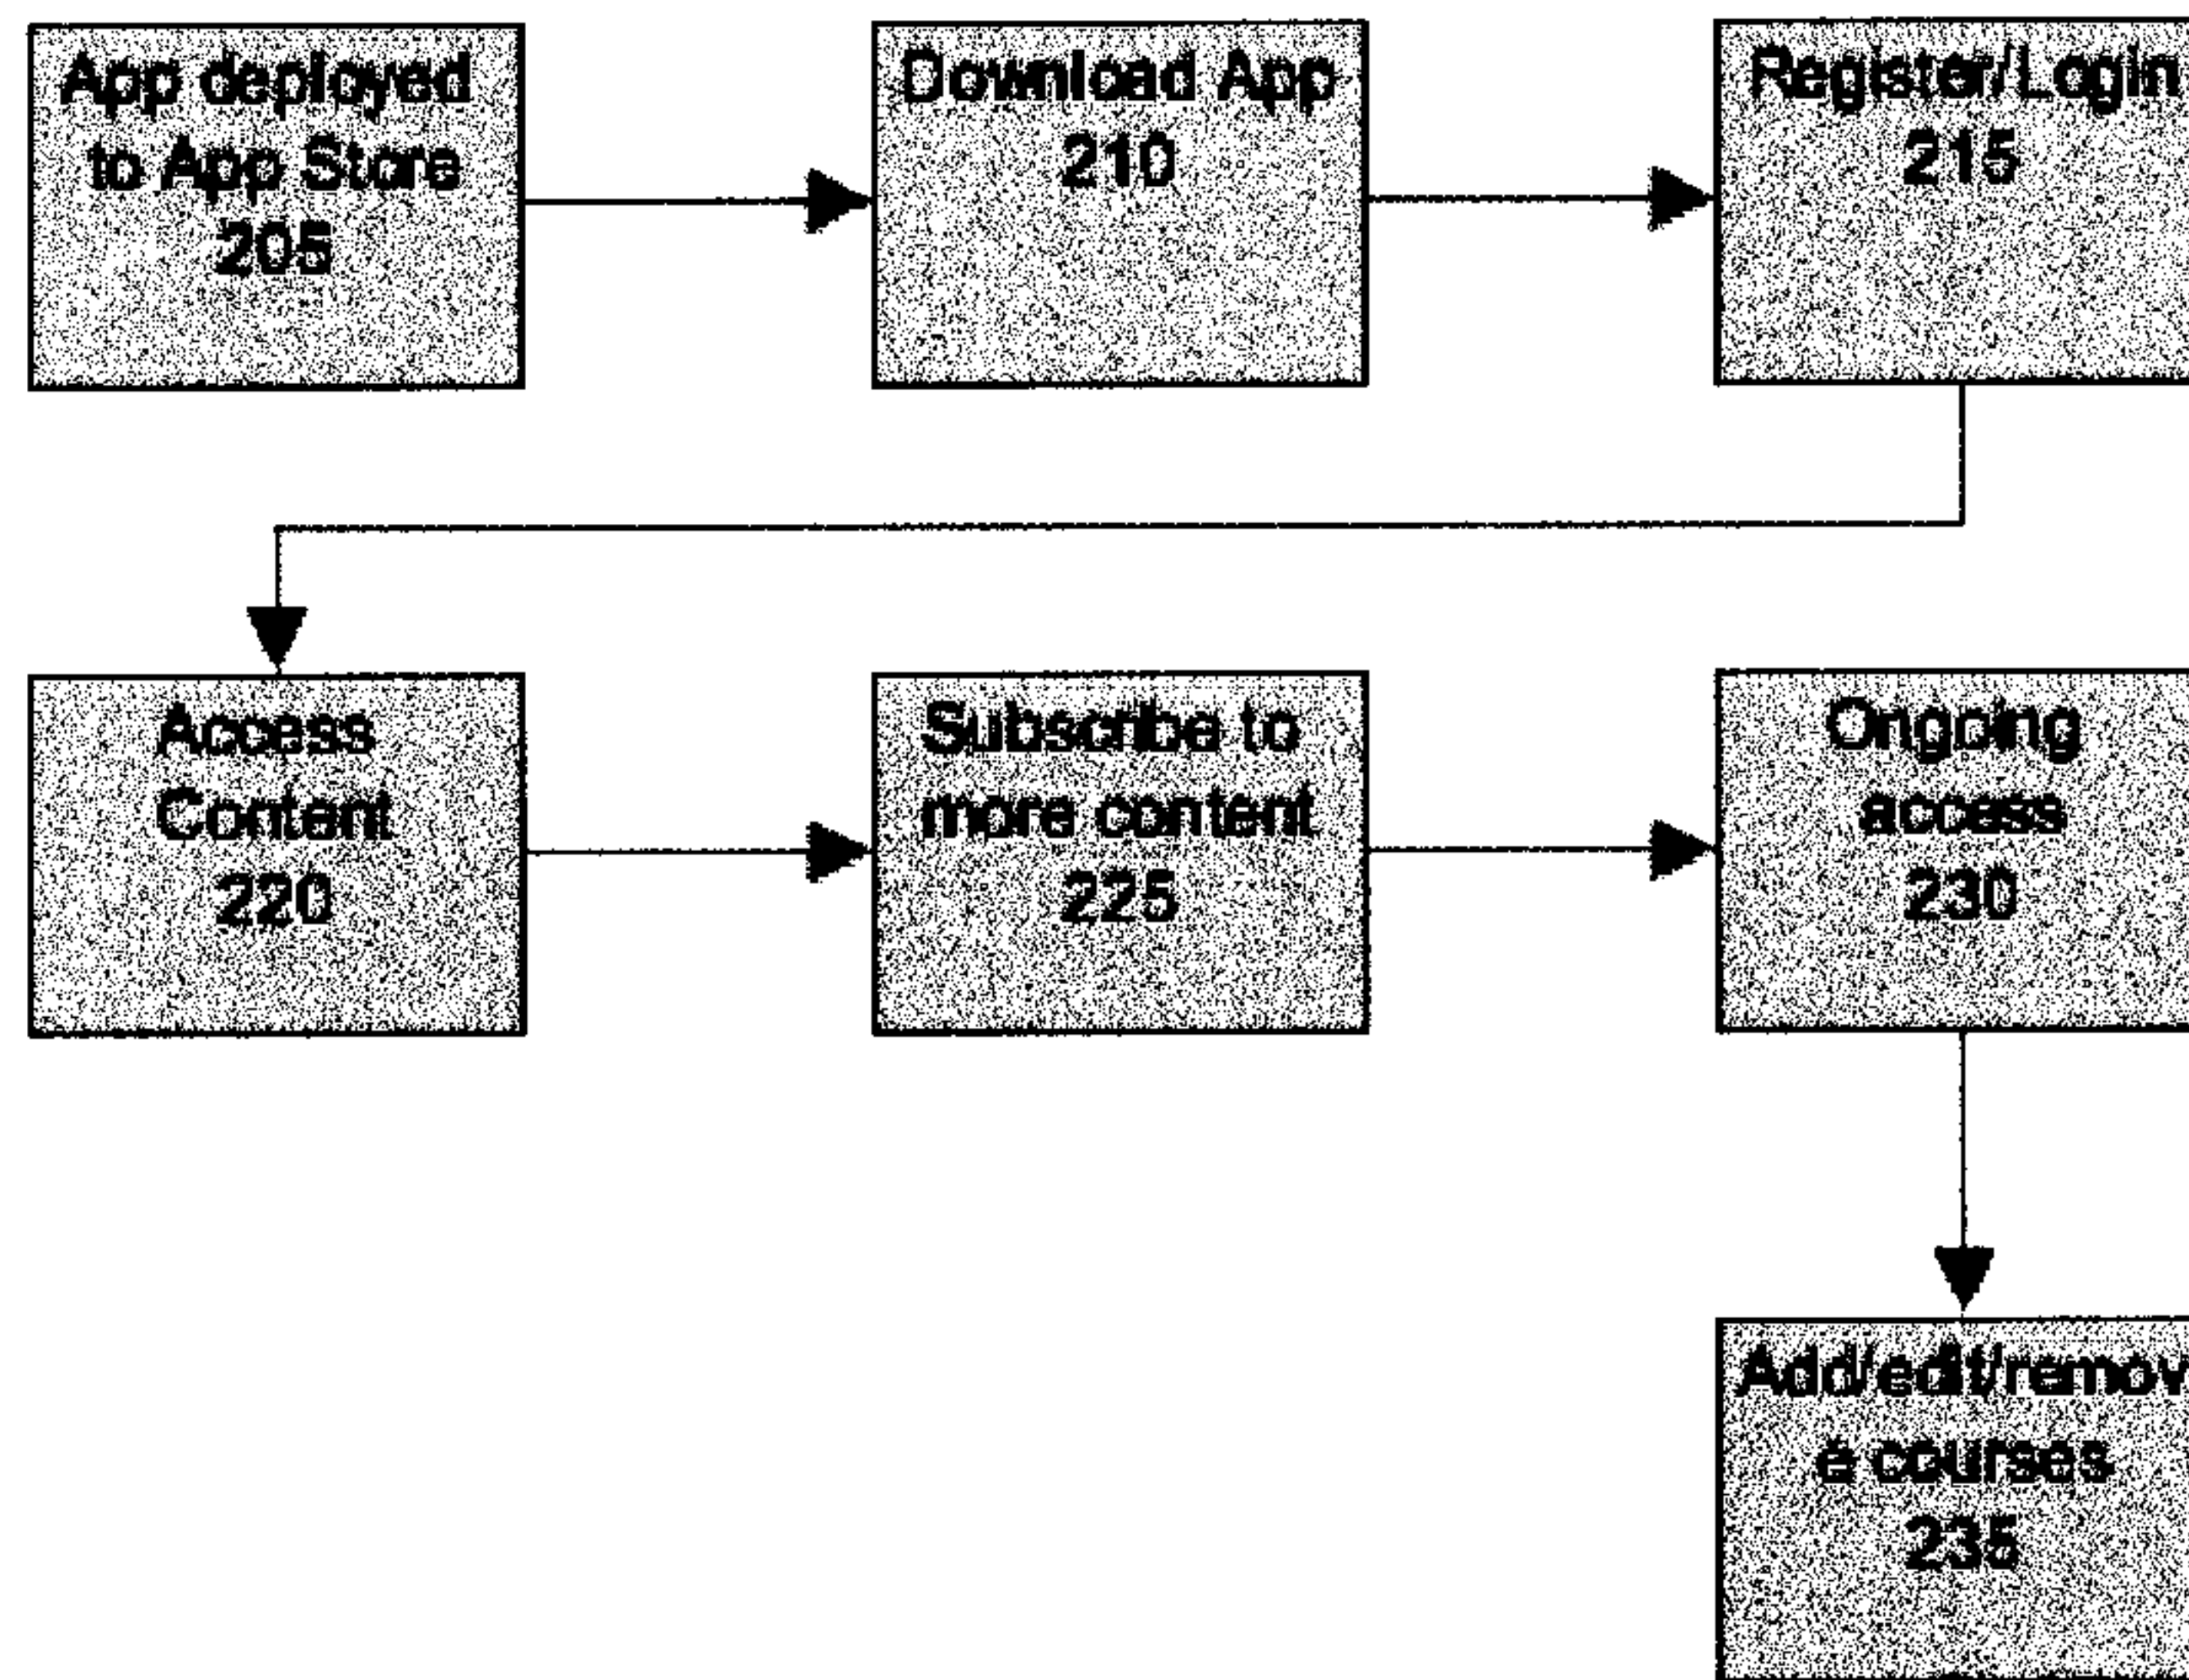 App deployed
to App Store
205
Download App
210
Register/Login
215
Access
Content
220
Subscribe to
more content
225
Ongoing
access
230
Add/edit/remov
e courses
235